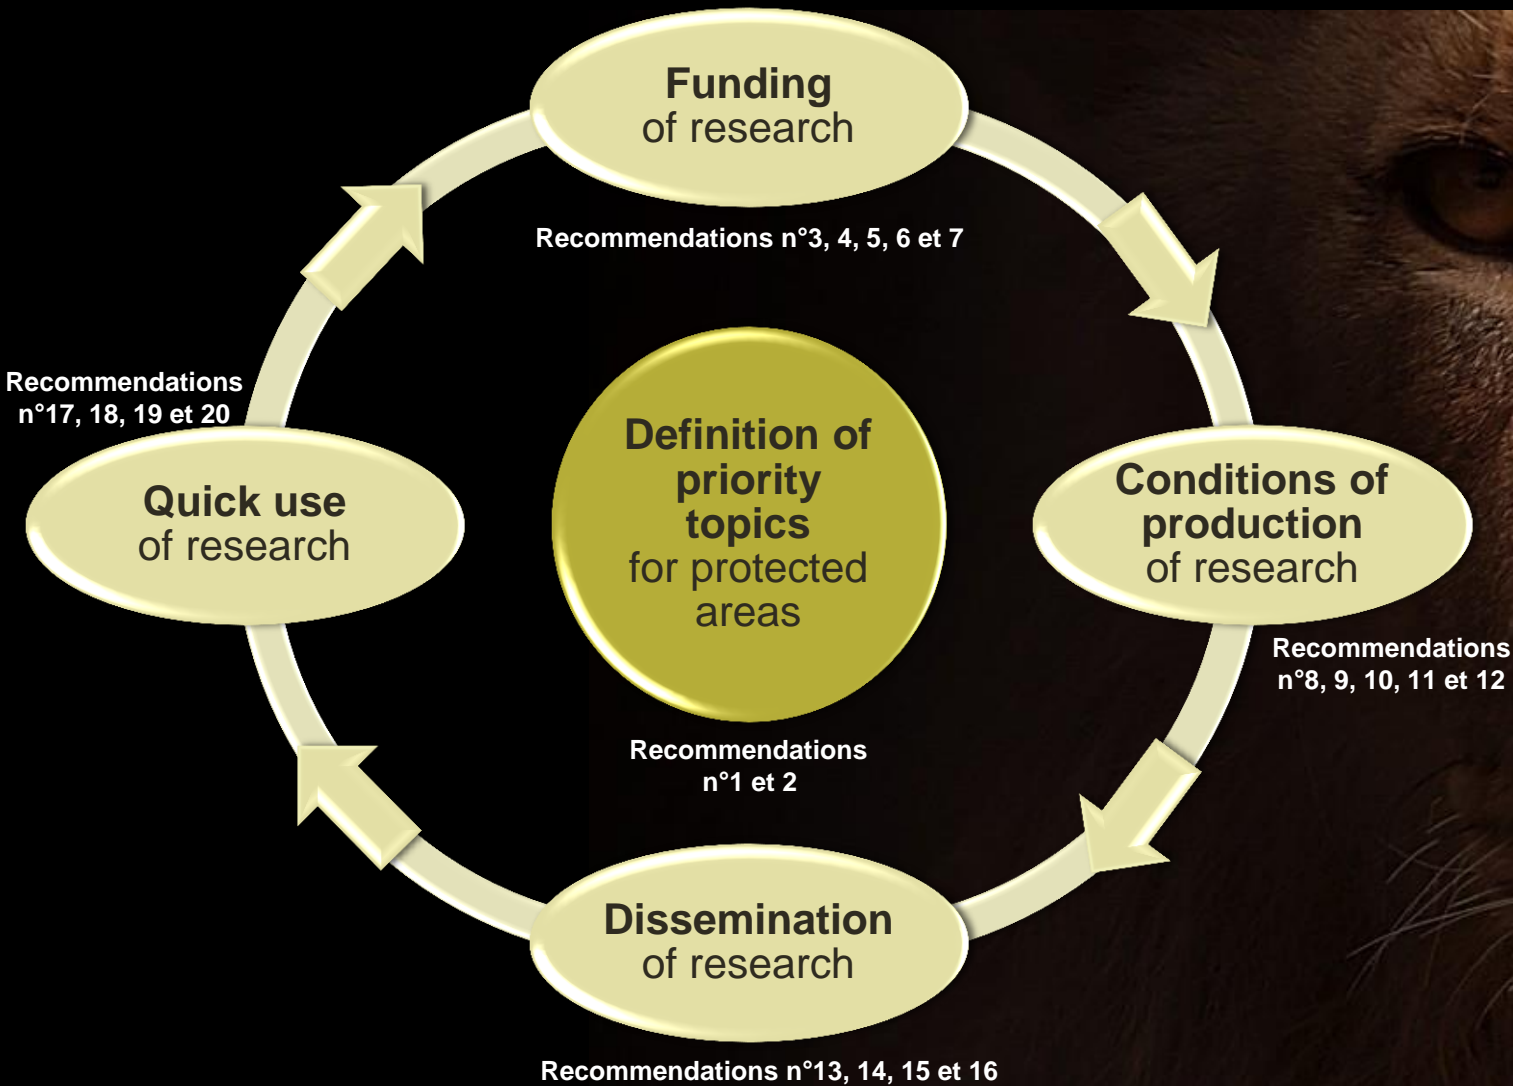 Funding
of research
Recommendations n°3, 4, 5, 6 et 7
Recommendations
n°17, 18, 19 et 20
Quick use
of research
Definition of
priority
topics
for protected
areas
Recommendations
n°1 et 2
Conditions of
production
of research
Recommendations
n°8, 9, 10, 11 et 12
Dissemination
of research
Recommendations n°13, 14, 15 et 16